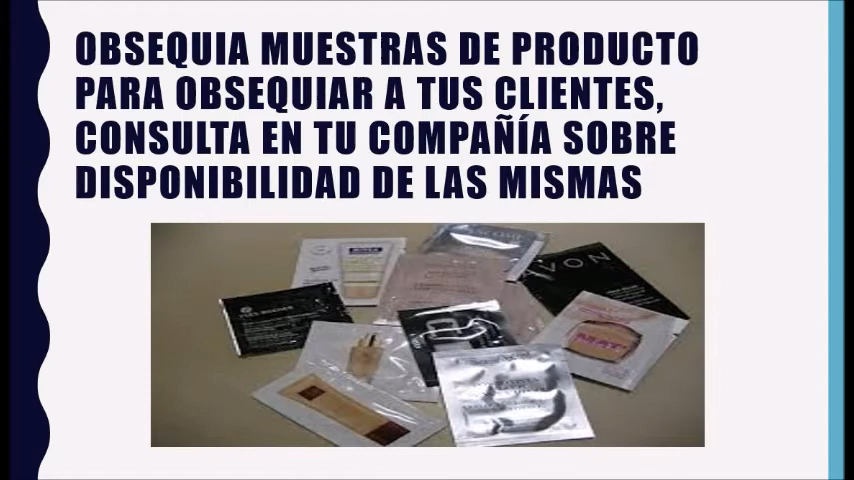 OBSEQUIA MUESTRAS DE PRODUCTO
PARA OBSEQUIAR A TUS CLIENTES,
CONSULTA EN TU COMPAÑÍA SOBRE
DISPONIBILIDAD DE LAS MISMAS
NIVEA
AVON